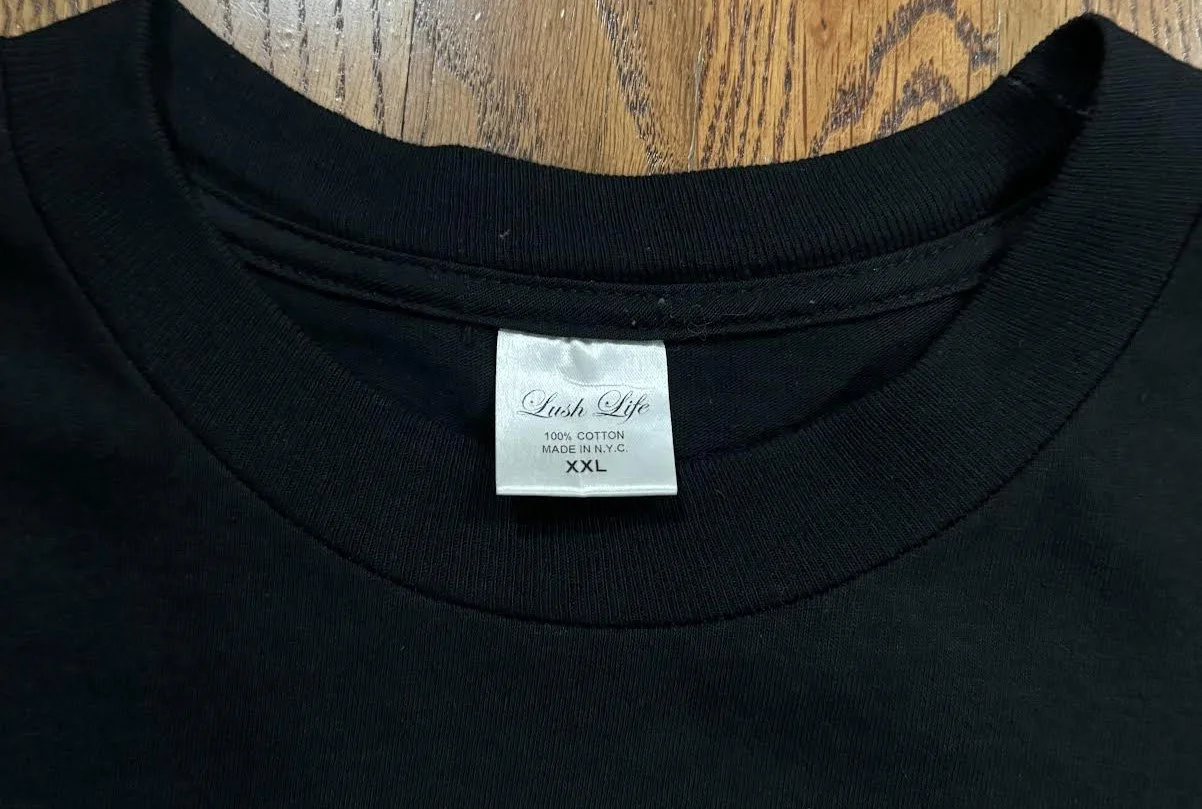 Lush Life
100% COTTON
MADE IN N.Y.C.
XXL